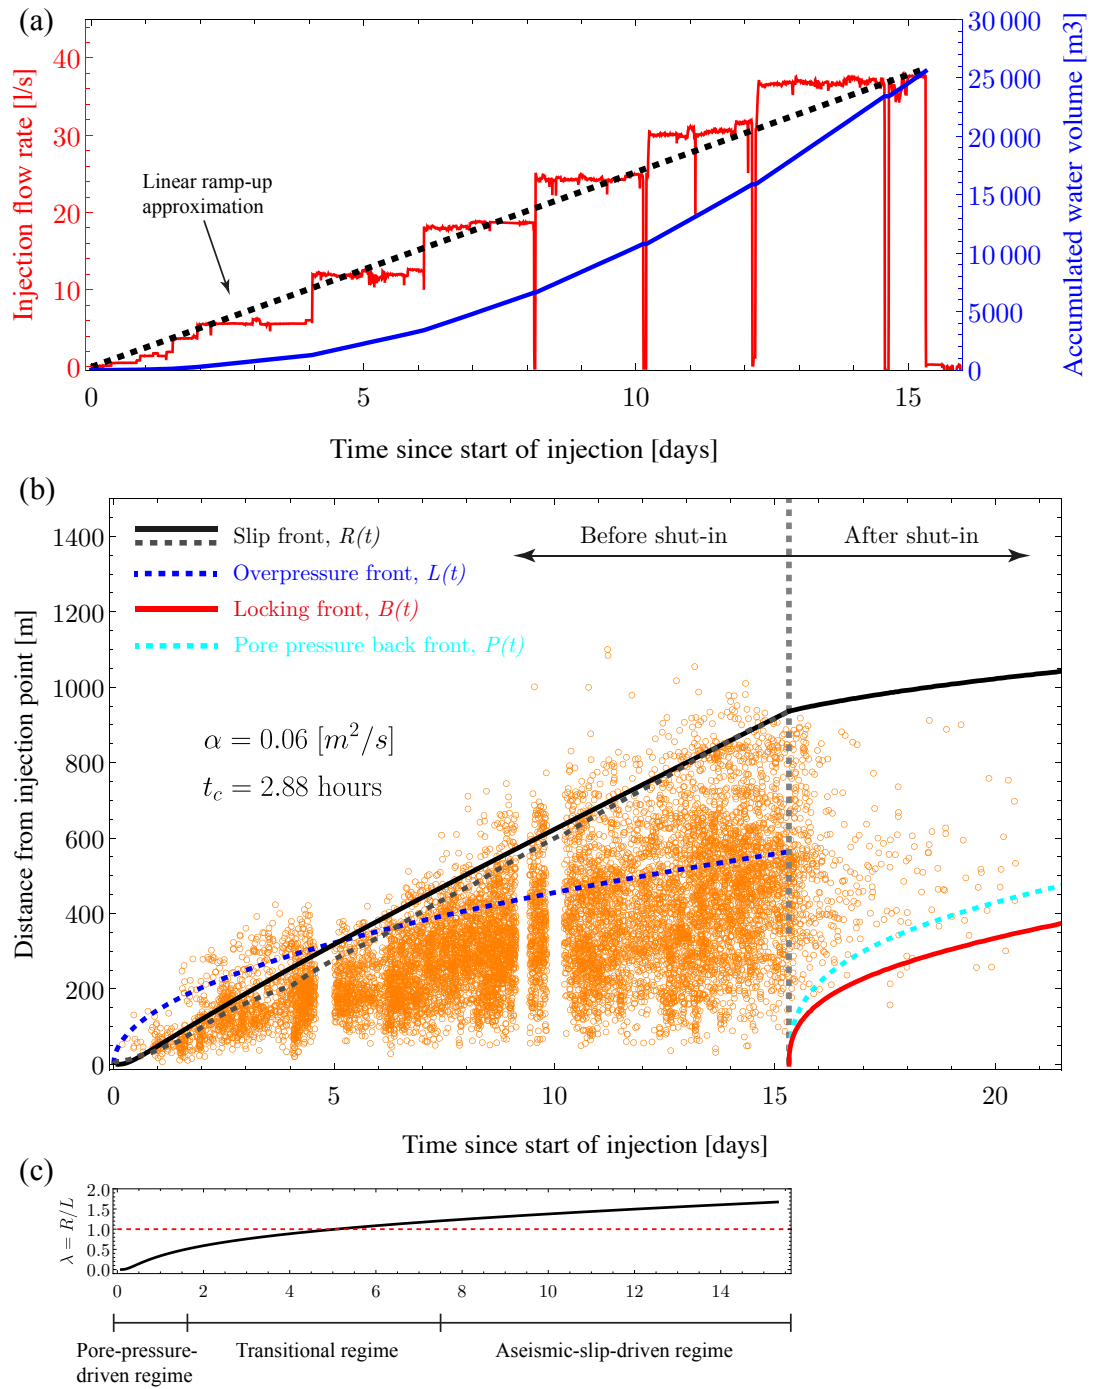 (a)
Injection flow rate [l/s]
40
30
20
10
0
30 000
25 000
20 000
15 000
10 000
5000
0
Accumulated water volume [m3]
Linear ramp-up
approximation
0 5 10 15
Time since start of injection [days]
(b)
Distance from injection point [m]
1400
1200
1000
800
600
400
200
0
Slip front, R(t)
Overpressure front, L(t)
Locking front, B(t)
Pore pressure back front, P(t)
Before shut-in After shut-in
α = 0.06 [m²/s]
t_c = 2.88 hours
0 5 10 15 20
Time since start of injection [days]
(c)
λ = R/L
2.0
1.5
1.0
0.5
0.0
0 2 4 6 8 10 12 14
Pore-pressure-
driven regime
Transitional regime
Aseismic-slip-driven regime